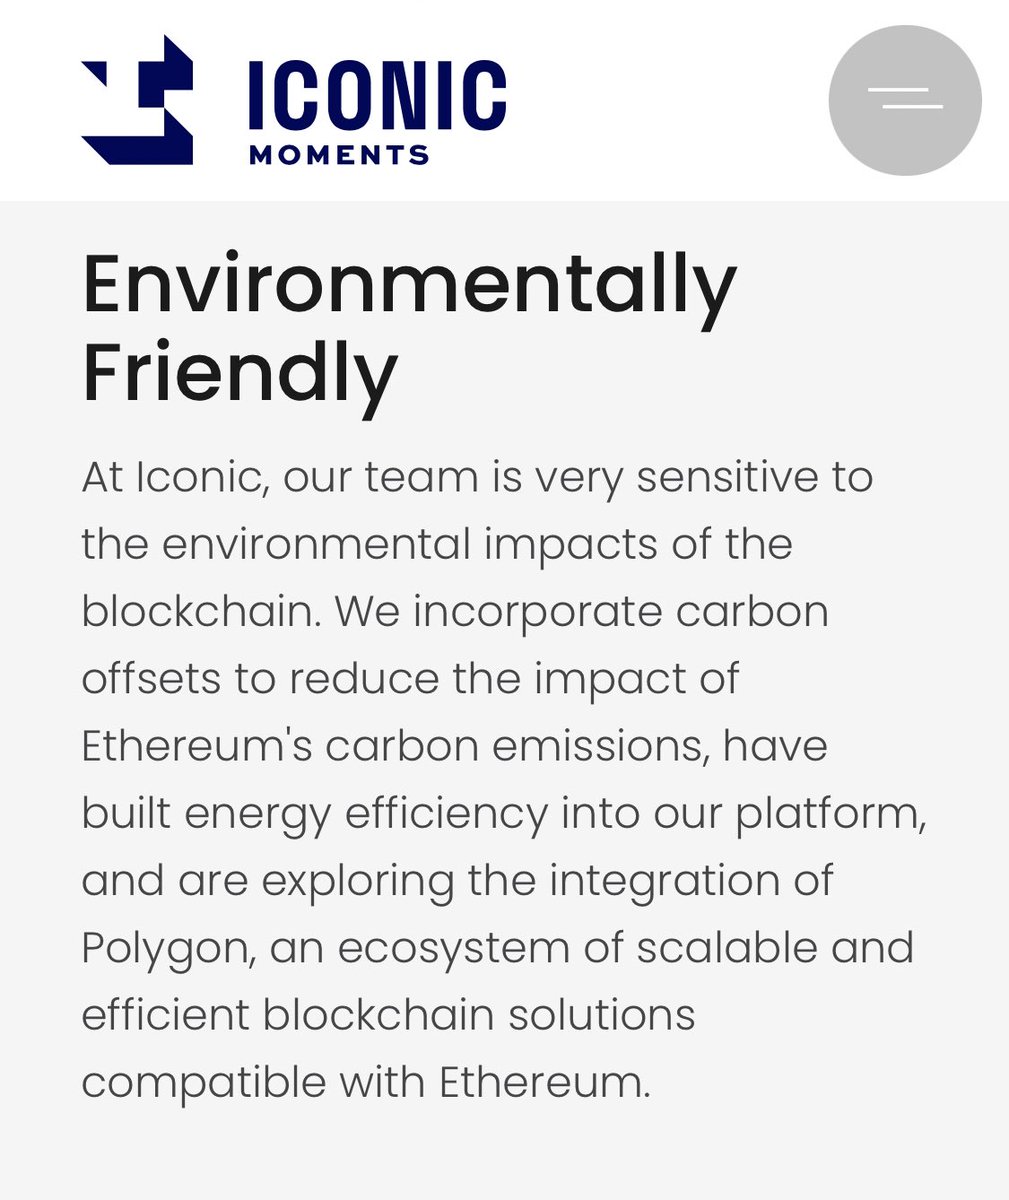 ICONIC
MOMENTS
Environmentally
Friendly
At Iconic, our team is very sensitive to
the environmental impacts of the
blockchain. We incorporate carbon
offsets to reduce the impact of
Ethereum's carbon emissions, have
built energy efficiency into our platform,
and are exploring the integration of
Polygon, an ecosystem of scalable and
efficient blockchain solutions
compatible with Ethereum.